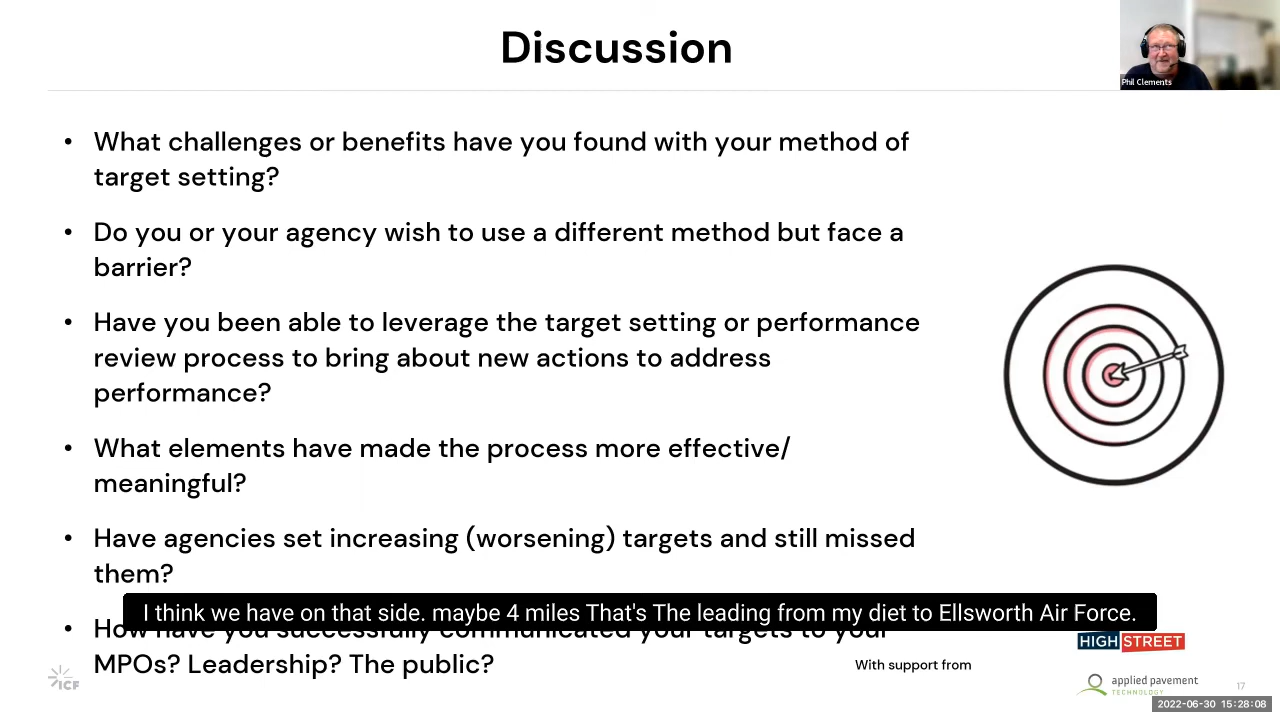 Discussion
Phil Clements
• What challenges or benefits have you found with your method of
target setting?
• Do you or your agency wish to use a different method but face a
barrier?
• Have you been able to leverage the target setting or performance
review process to bring about new actions to address
performance?
• What elements have made the process more effective/
meaningful?
• Have agencies set increasing (worsening) targets and still missed
them?
I think we have on that side. maybe 4 miles That's The leading from my diet to Ellsworth Air Force.
• How have you successfully communicated your targets to your
MPOs? Leadership? The public?
HIGH STREET
With support from
ICF
applied pavement
TECHNOLOGY
17
2022-06-30 15:28:08